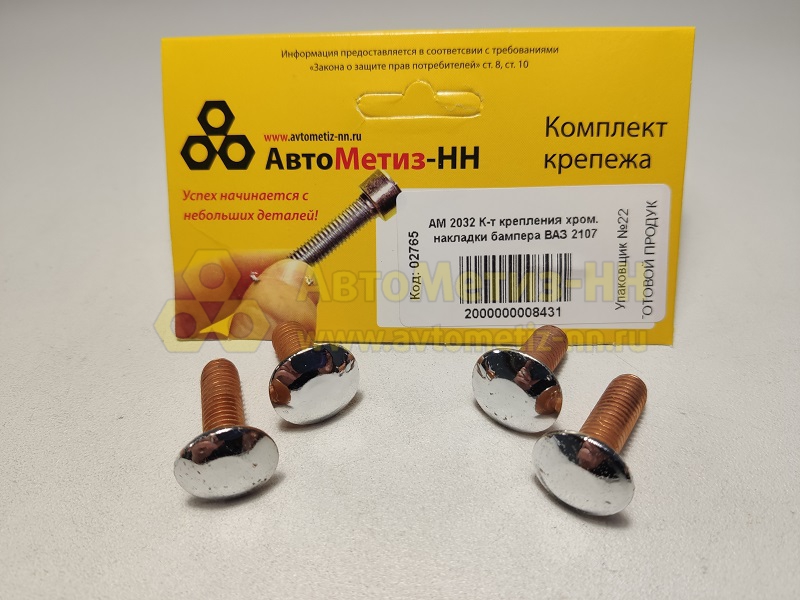 Информация предоставляется в соответсвии с требованиями
«Закона о защите прав потребителей» ст. 8, ст. 10
www.avtometiz-nn.ru
АвтоМетиз-НН
Комплект
крепежа
Успех начинается с
небольших деталей!
Код: 02765
АМ 2032 К-т крепления хром.
накладки бампера ВАЗ 2107
2000000008431
Упаковщик №22
ОТОВОЙ ПРОДУК
АвтоМетиз-НН
www.avtometiz-nn.ru